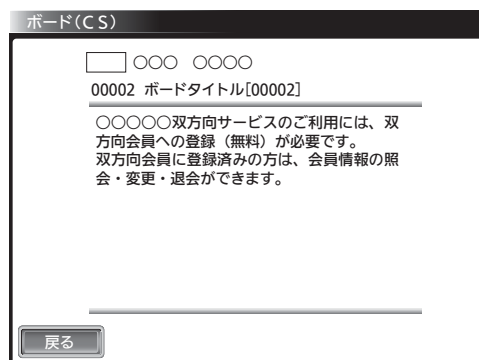 ボード(CS)
○○○ ○○○○
00002 ボードタイトル[00002]
○○○○○双方向サービスのご利用には、双
方向会員への登録(無料)が必要です。
双方向会員に登録済みの方は、会員情報の照
会・変更・退会ができます。
戻る